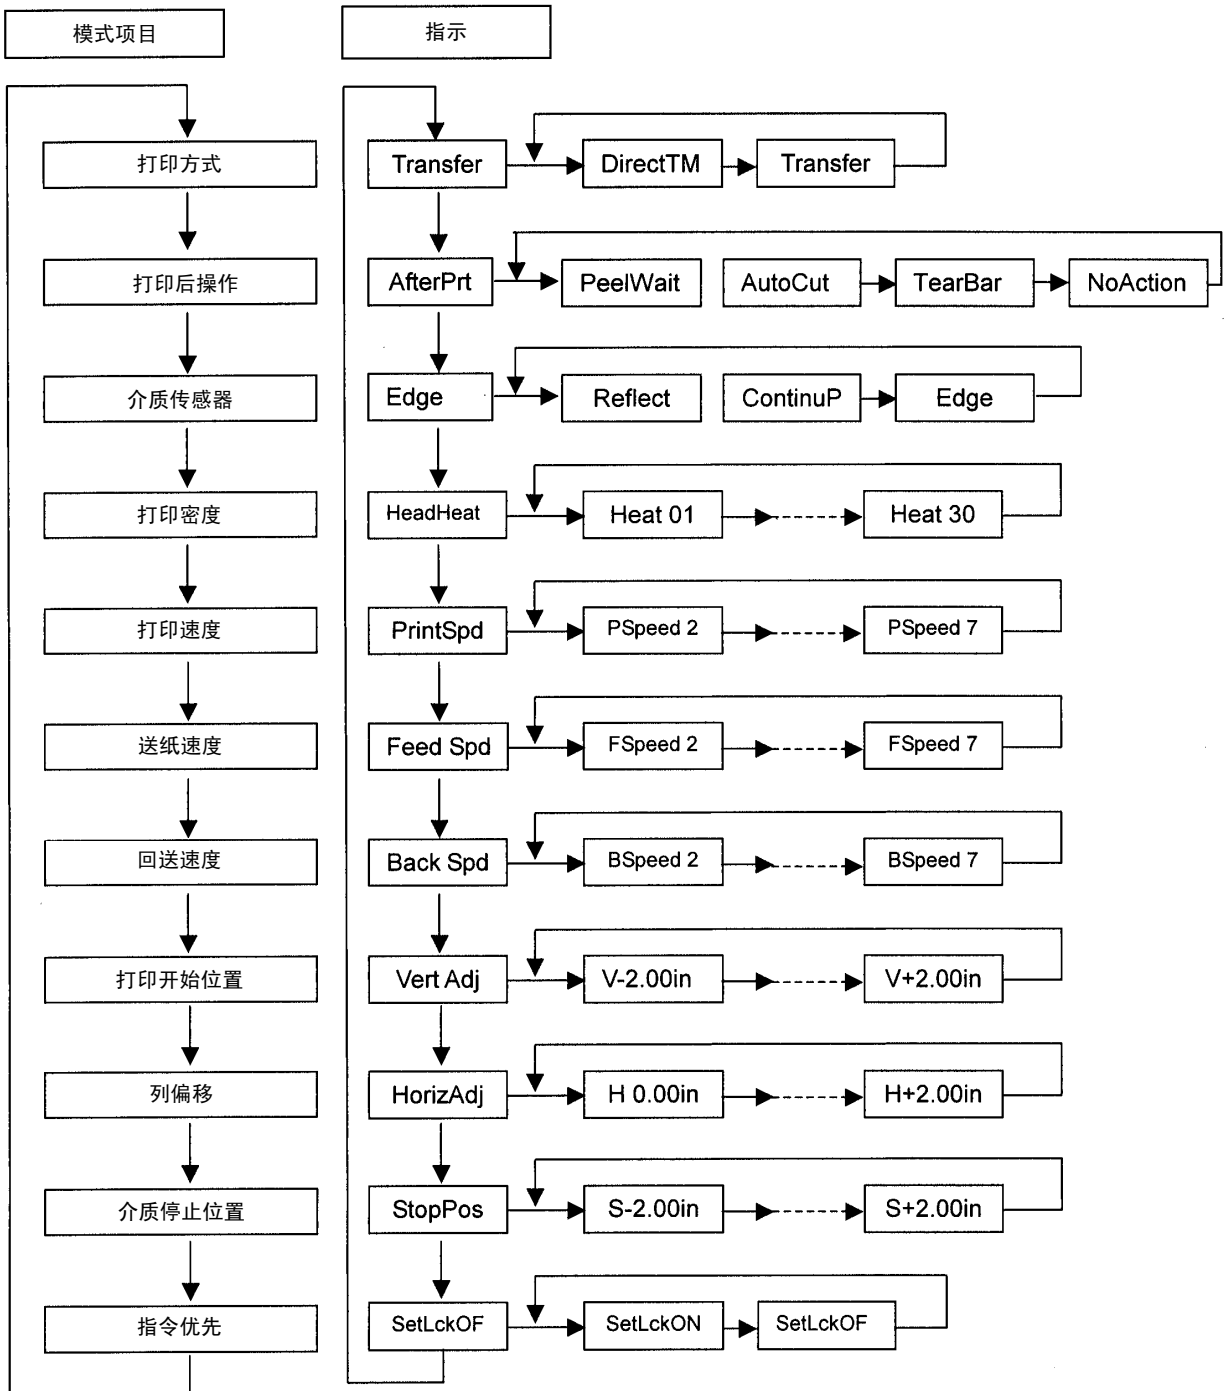 模式项目 指示
打印方式 Transfer DirectTM Transfer
打印后操作 AfterPrt PeelWait AutoCut TearBar NoAction
介质传感器 Edge Reflect ContinuP Edge
打印密度 HeadHeat Heat 01 Heat 30
打印速度 PrintSpd PSpeed 2 PSpeed 7
送纸速度 Feed Spd FSpeed 2 FSpeed 7
回送速度 Back Spd BSpeed 2 BSpeed 7
打印开始位置 Vert Adj V-2.00in V+2.00in
列偏移 HorizAdj H 0.00in H+2.00in
介质停止位置 StopPos S-2.00in S+2.00in
指令优先 SetLckOF SetLckON SetLckOF